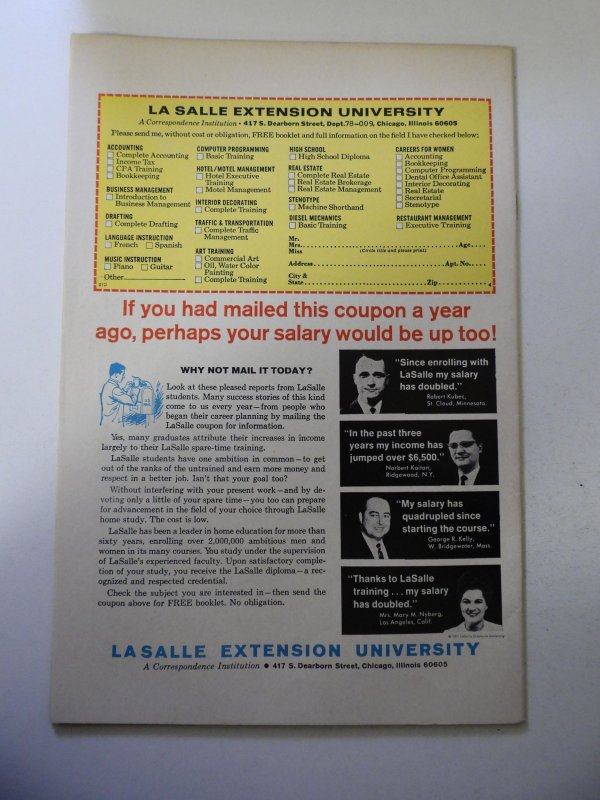 LA SALLE EXTENSION UNIVERSITY
A Correspondence Institution • 417 S. Dearborn Street, Dept. 78-009, Chicago, Illinois 60605
Please send me, without cost or obligation, FREE booklet and full information on the field I have checked below:
ACCOUNTING
Complete Accounting
Income Tax
CPA Training
Bookkeeping
BUSINESS MANAGEMENT
Introduction to
Business Management
DRAFTING
Complete Drafting
LANGUAGE INSTRUCTION
French Spanish
MUSIC INSTRUCTION
Piano Guitar
Other
COMPUTER PROGRAMMING
Basic Training
HOTEL/MOTEL MANAGEMENT
Hotel Executive
Training
Motel Management
INTERIOR DECORATING
Complete Training
TRAFFIC & TRANSPORTATION
Complete Traffic
Management
ART TRAINING
Commercial Art
Oil, Water Color
Painting
Complete Training
HIGH SCHOOL
High School Diploma
REAL ESTATE
Complete Real Estate
Real Estate Brokerage
Real Estate Management
STENOTYPE
Machine Shorthand
DIESEL MECHANICS
Basic Training
CAREERS FOR WOMEN
Accounting
Bookkeeping
Computer Programming
Dental Office Assistant
Interior Decorating
Real Estate
Secretarial
Stenotype
RESTAURANT MANAGEMENT
Executive Training
Mr.
Mrs. Age
Miss (Circle title and please print)
Address Apt. No.
City &
State Zip
4
If you had mailed this coupon a year
ago, perhaps your salary would be up too!
WHY NOT MAIL IT TODAY?
Look at these pleased reports from LaSalle
students. Many success stories of this kind
come to us every year—from people who
began their career planning by mailing the
LaSalle coupon for information.
Yes, many graduates attribute their increases in income
largely to their LaSalle spare-time training.
LaSalle students have one ambition in common—to get
out of the ranks of the untrained and earn more money and
respect in a better job. Isn't that your goal too?
Without interfering with your present work—and by de-
voting only a little of your spare time—you too can prepare
for advancement in the field of your choice through LaSalle
home study. The cost is low.
LaSalle has been a leader in home education for more than
sixty years, enrolling over 2,000,000 ambitious men and
women in its many courses. You study under the supervision
of LaSalle's experienced faculty. Upon satisfactory comple-
tion of your study, you receive the LaSalle diploma—a rec-
ognized and respected credential.
Check the subject you are interested in—then send the
coupon above for FREE booklet. No obligation.
"Since enrolling with
LaSalle my salary
has doubled."
Robert Kubec,
St. Cloud, Minnesota.
"In the past three
years my income has
jumped over $6,500."
Norbert Kaitan,
Ridgewood, N.Y.
"My salary has
quadrupled since
starting the course."
George R. Kelly,
W. Bridgewater, Mass.
"Thanks to LaSalle
training . . . my salary
has doubled."
Mrs. Mary M. Nyberg,
Los Angeles, Calif.
© 1971 LaSalle Extension University
LA SALLE EXTENSION UNIVERSITY
A Correspondence Institution • 417 S. Dearborn Street, Chicago, Illinois 60605